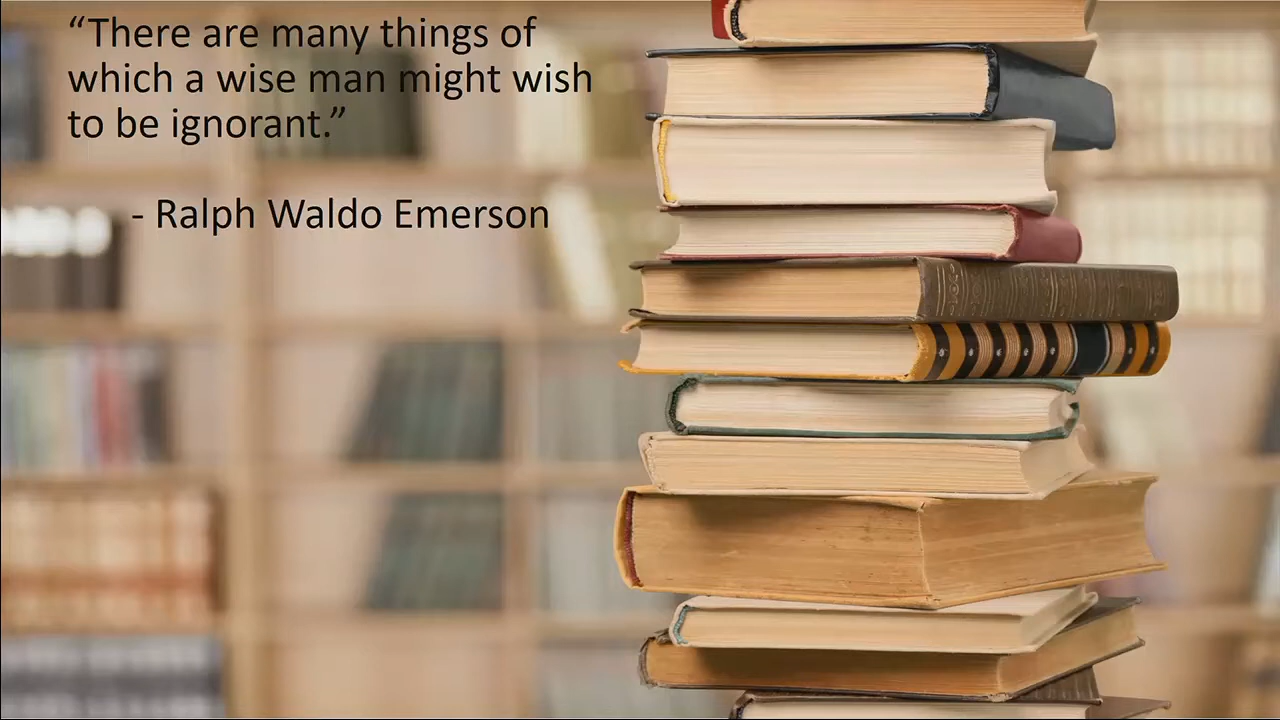 “There are many things of
which a wise man might wish
to be ignorant.”
- Ralph Waldo Emerson